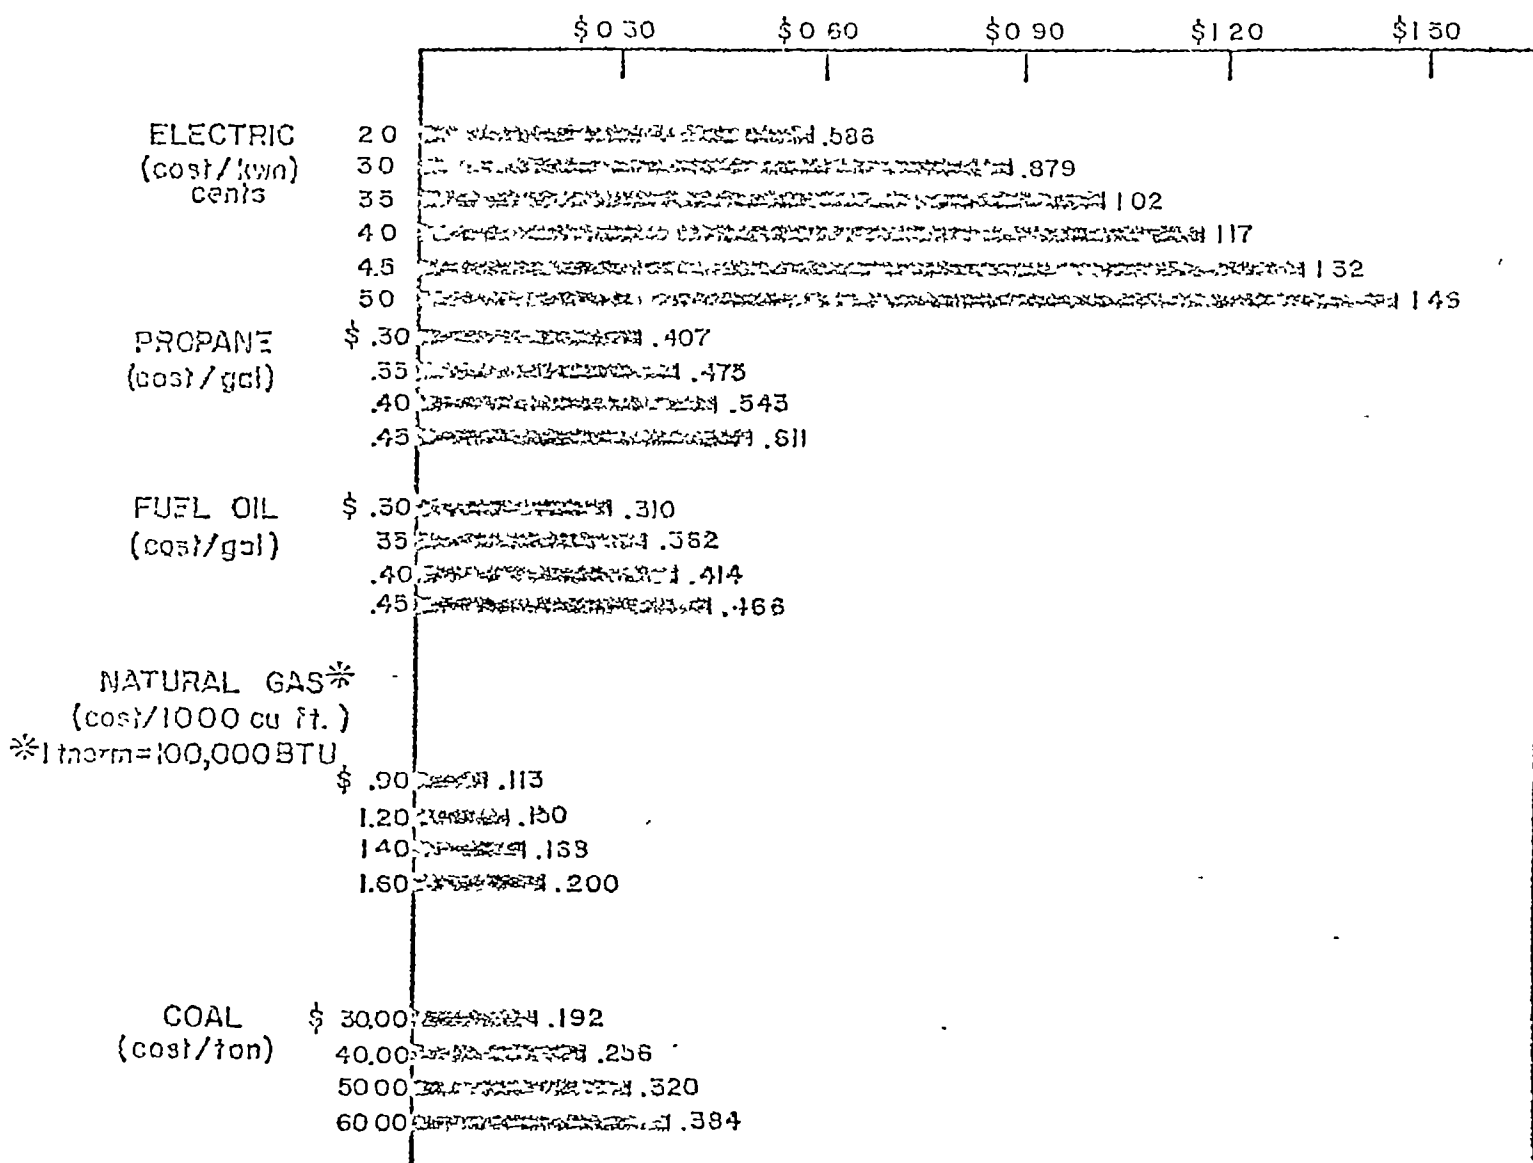 $0 30 $0 60 $0 90 $1 20 $1 50
ELECTRIC
(cost/kwh)
cents
2 0 .586
3 0 .879
3 5 1 02
4 0 1 17
4.5 1 32
5 0 1 46
PROPANE
(cost/gal)
$ .30 .407
.35 .475
.40 .543
.45 .611
FUEL OIL
(cost/gal)
$ .30 .310
35 .362
.40 .414
.45 .466
NATURAL GAS*
(cost/1000 cu ft.)
*1 therm=100,000 BTU
$ .90 .113
1.20 .150
1 40
1.60 .200
COAL
(cost/ton)
$ 30.00 .192
40.00 .256
50 00 .320
60 00 .384